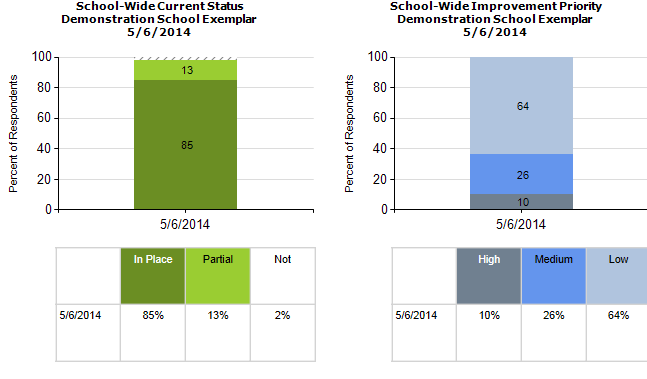 School-Wide Current Status
Demonstration School Exemplar
5/6/2014
Percent of Respondents
100
80
60
40
20
0
13
85
5/6/2014
In Place Partial Not
5/6/2014 85% 13% 2%
School-Wide Improvement Priority
Demonstration School Exemplar
5/6/2014
Percent of Respondents
100
80
60
40
20
0
64
26
10
5/6/2014
High Medium Low
5/6/2014 10% 26% 64%